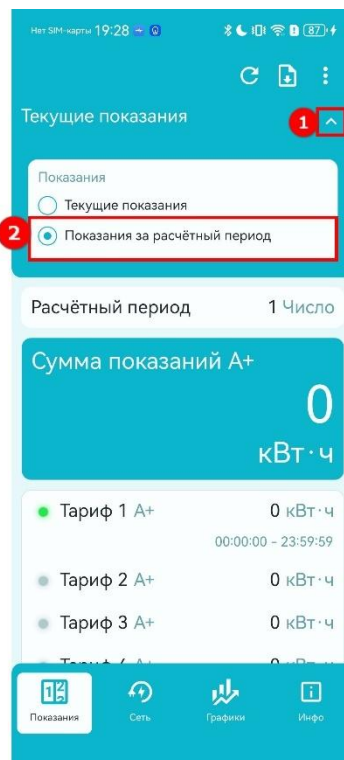 Нет SIM-карты 19:28 87
Текущие показания
1
Показания
Текущие показания
2
Показания за расчётный период
Расчётный период 1 Число
Сумма показаний А+
0
кВт·ч
Тариф 1 А+ 0 кВт·ч
00:00:00 - 23:59:59
Тариф 2 А+ 0 кВт·ч
Тариф 3 А+ 0 кВт·ч
Показания Сеть Графики Инфо